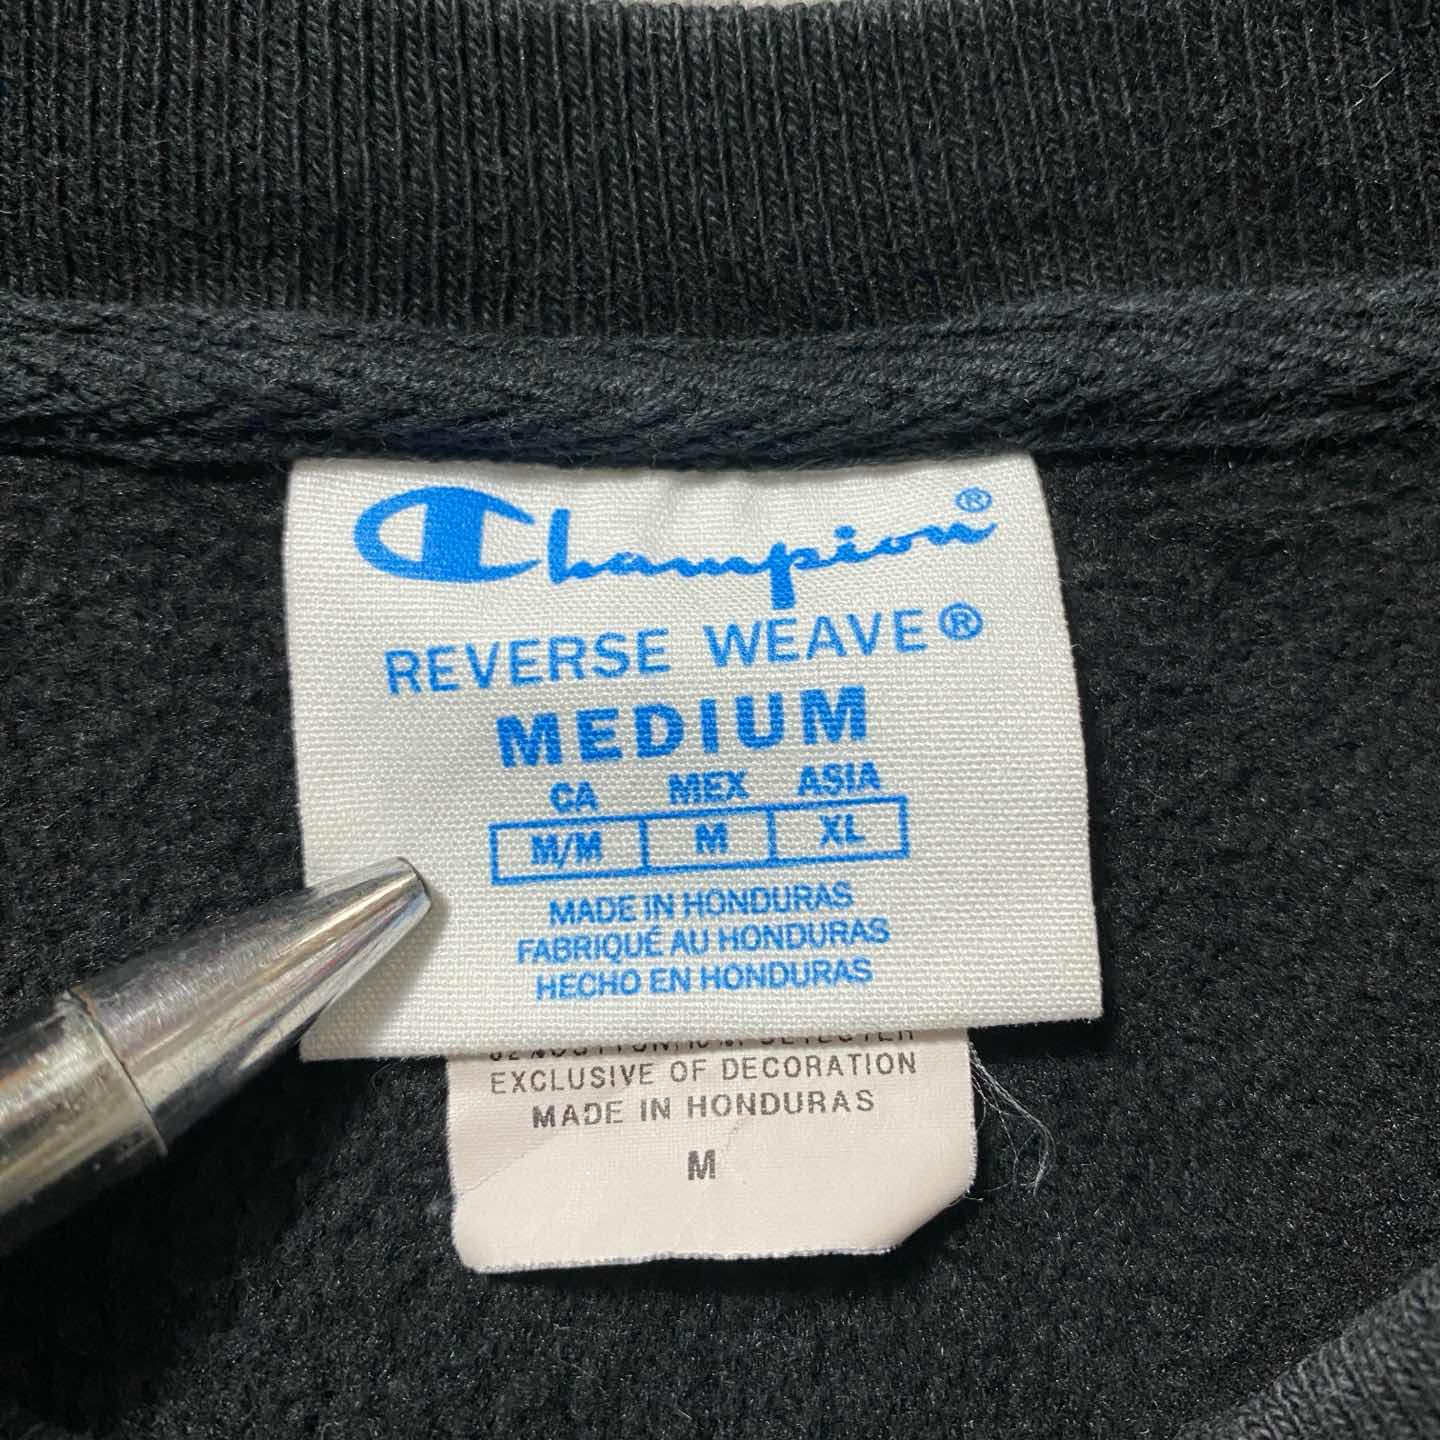 Champion®
REVERSE WEAVE®
MEDIUM
CA MEX ASIA
M/M M XL
MADE IN HONDURAS
FABRIQUÉ AU HONDURAS
HECHO EN HONDURAS
EXCLUSIVE OF DECORATION
MADE IN HONDURAS
M